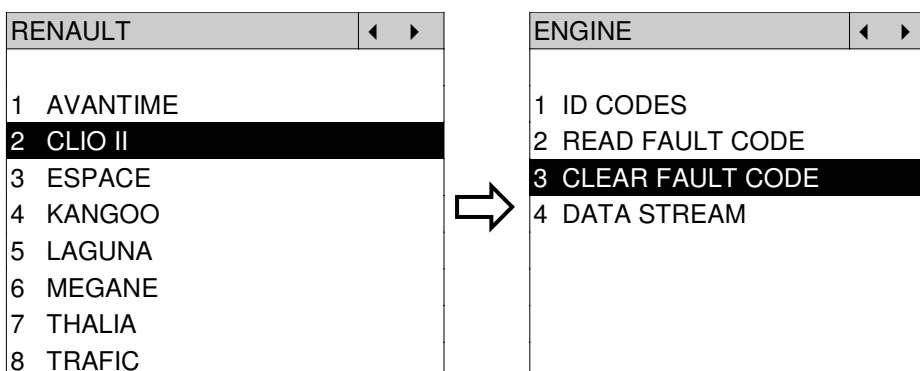 RENAULT
1 AVANTIME
2 CLIO II
3 ESPACE
4 KANGOO
5 LAGUNA
6 MEGANE
7 THALIA
8 TRAFIC
ENGINE
1 ID CODES
2 READ FAULT CODE
3 CLEAR FAULT CODE
4 DATA STREAM